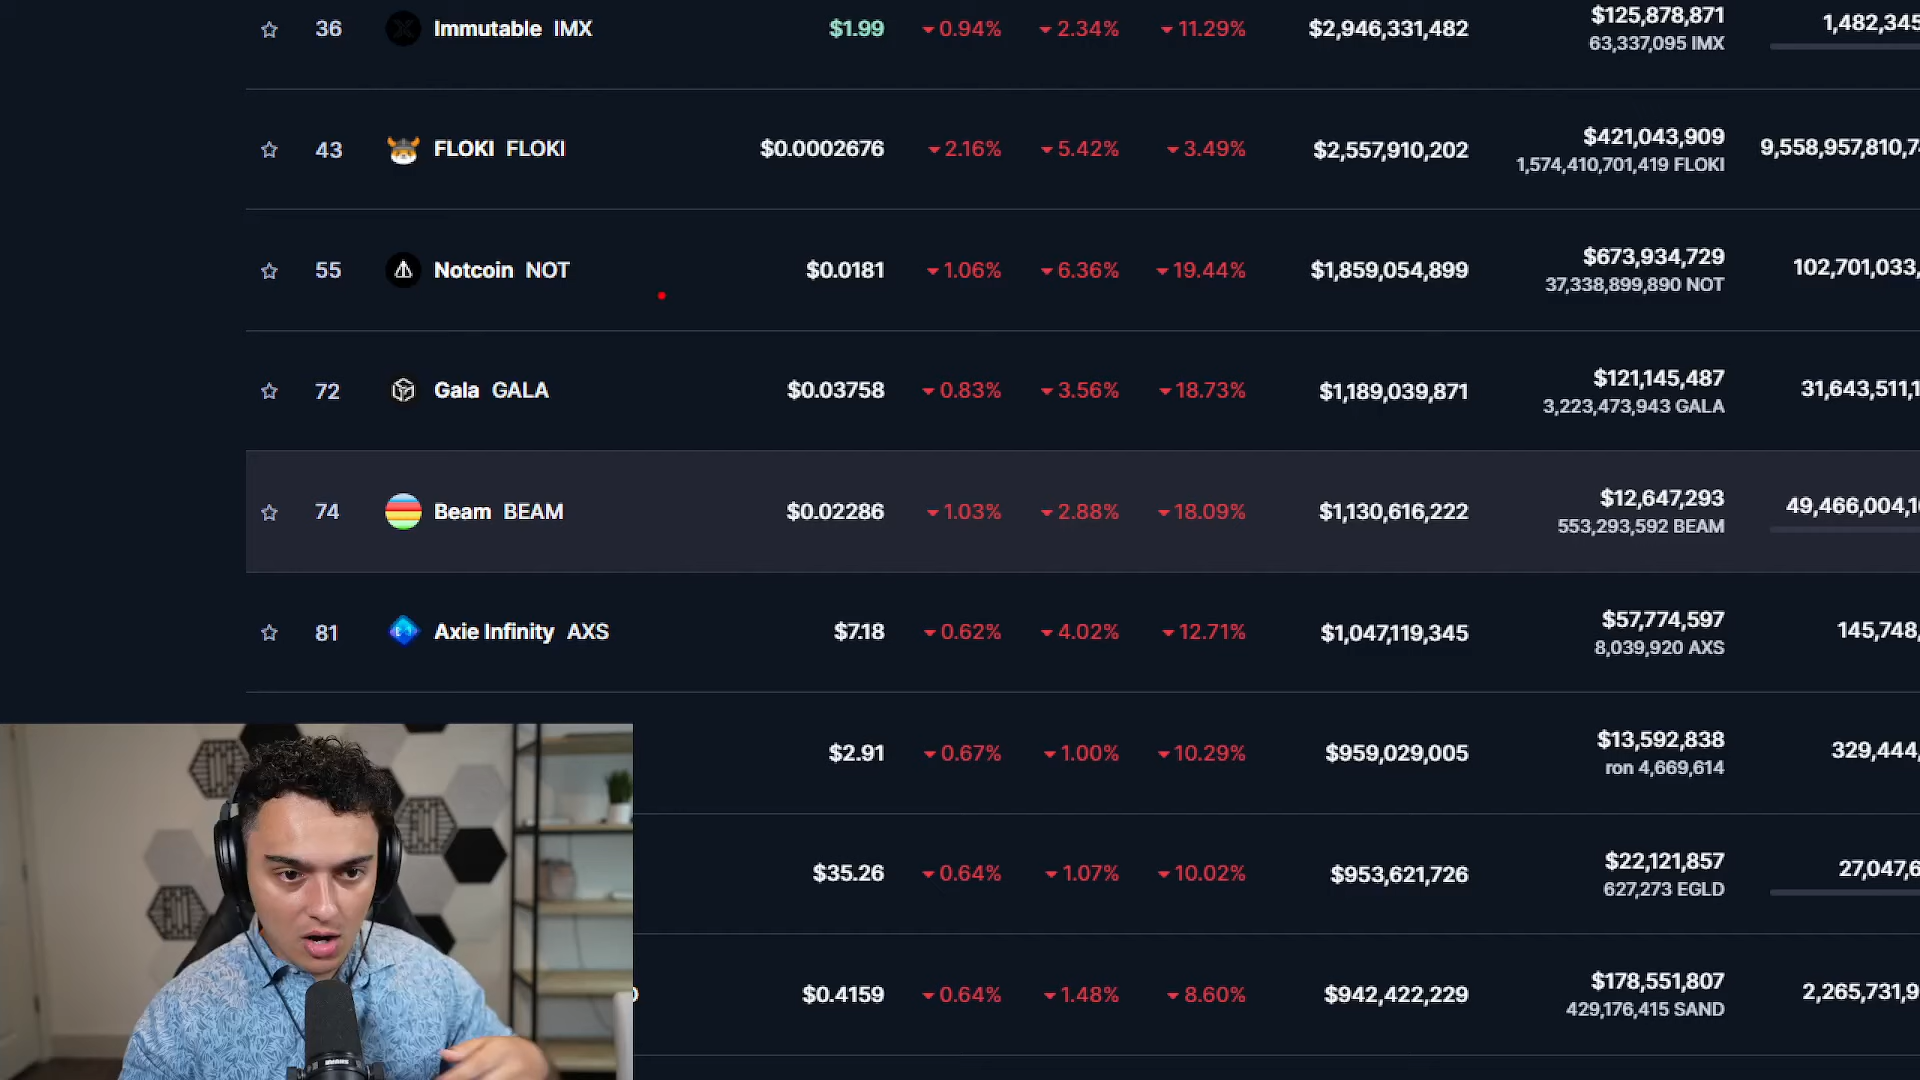 36 Immutable IMX $1.99 0.94% 2.34% 11.29% $2,946,331,482 $125,878,871 1,482,345
63,337,095 IMX
43 FLOKI FLOKI $0.0002676 2.16% 5.42% 3.49% $2,557,910,202 $421,043,909 9,558,957,810,7
1,574,410,701,419 FLOKI
55 Notcoin NOT $0.0181 1.06% 6.36% 19.44% $1,859,054,899 $673,934,729 102,701,033,
37,338,899,890 NOT
72 Gala GALA $0.03758 0.83% 3.56% 18.73% $1,189,039,871 $121,145,487 31,643,511,1
3,223,473,943 GALA
74 Beam BEAM $0.02286 1.03% 2.88% 18.09% $1,130,616,222 $12,647,293 49,466,004,1
553,293,592 BEAM
81 Axie Infinity AXS $7.18 0.62% 4.02% 12.71% $1,047,119,345 $57,774,597 145,748,
8,039,920 AXS
$2.91 0.67% 1.00% 10.29% $959,029,005 $13,592,838 329,444,
ron 4,669,614
$35.26 0.64% 1.07% 10.02% $953,621,726 $22,121,857 27,047,6
627,273 EGLD
$0.4159 0.64% 1.48% 8.60% $942,422,229 $178,551,807 2,265,731,9
429,176,415 SAND